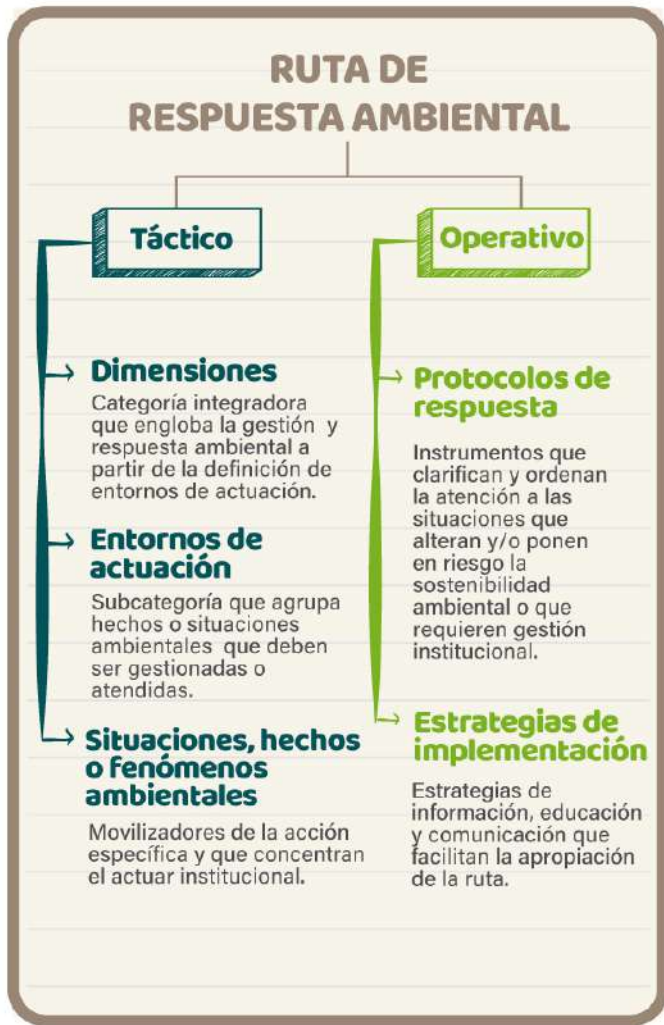 RUTA DE
RESPUESTA AMBIENTAL
Táctico
Dimensiones
Categoría integradora
que engloba la gestión y
respuesta ambiental a
partir de la definición de
entornos de actuación.
Entornos de
actuación
Subcategoría que agrupa
hechos o situaciones
ambientales que deben
ser gestionadas o
atendidas.
Situaciones, hechos
o fenómenos
ambientales
Movilizadores de la acción
específica y que concentran
el actuar institucional.
Operativo
Protocolos de
respuesta
Instrumentos que
clarifican y ordenan
la atención a las
situaciones que
alteran y/o ponen
en riesgo la
sostenibilidad
ambiental o que
requieren gestión
institucional.
Estrategias de
implementación
Estrategias de
información, educación
y comunicación que
facilitan la apropiación
de la ruta.